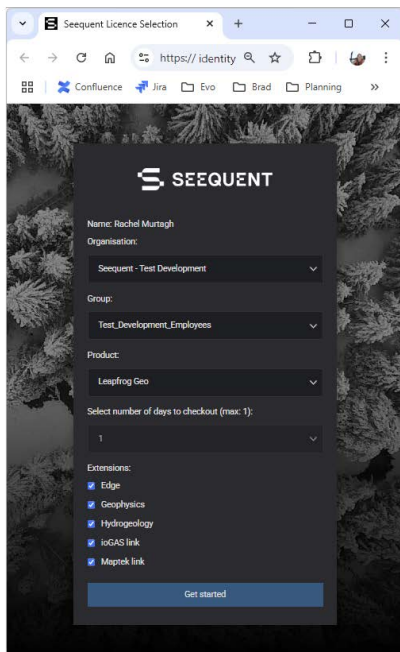 Seequent Licence Selection
https://identity
Confluence
Jira
Evo
Brad
Planning
SEEQUENT
Name: Rachel Murtagh
Organisation:
Seequent - Test Development
Group:
Test_Development_Employees
Product:
Leapfrog Geo
Select number of days to checkout (max: 1):
1
Extensions:
Edge
Geophysics
Hydrogeology
ioGAS link
Maptek link
Get started